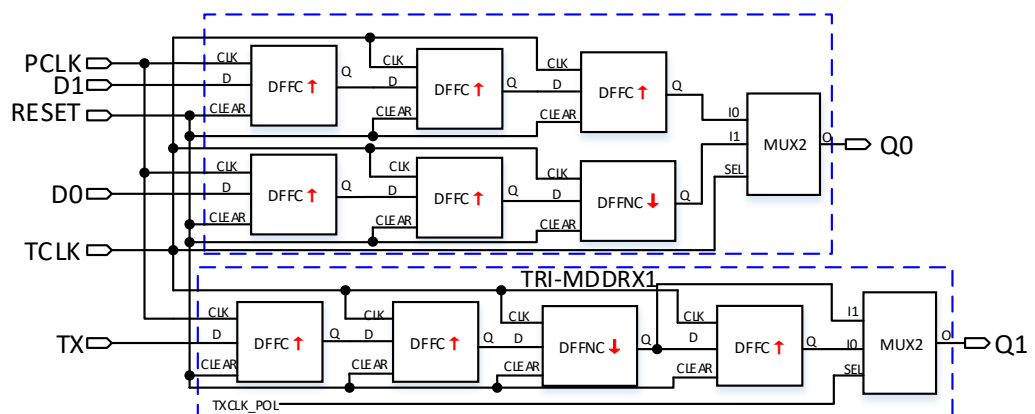 PCLK
D1
RESET
D0
TCLK
TX
CLK
D
CLEAR
DFFC
Q
CLK
D
CLEAR
DFFC
Q
CLK
D
CLEAR
DFFC
Q
I0
I1
SEL
MUX2
O
Q0
CLK
D
CLEAR
DFFC
Q
CLK
D
CLEAR
DFFC
Q
CLK
D
CLEAR
DFFNC
Q
TRI-MDDRX1
CLK
D
CLEAR
DFFC
Q
CLK
D
CLEAR
DFFC
Q
CLK
D
CLEAR
DFFNC
Q
CLK
D
CLEAR
DFFC
Q
I1
I0
SEL
MUX2
O
Q1
TXCLK_POL